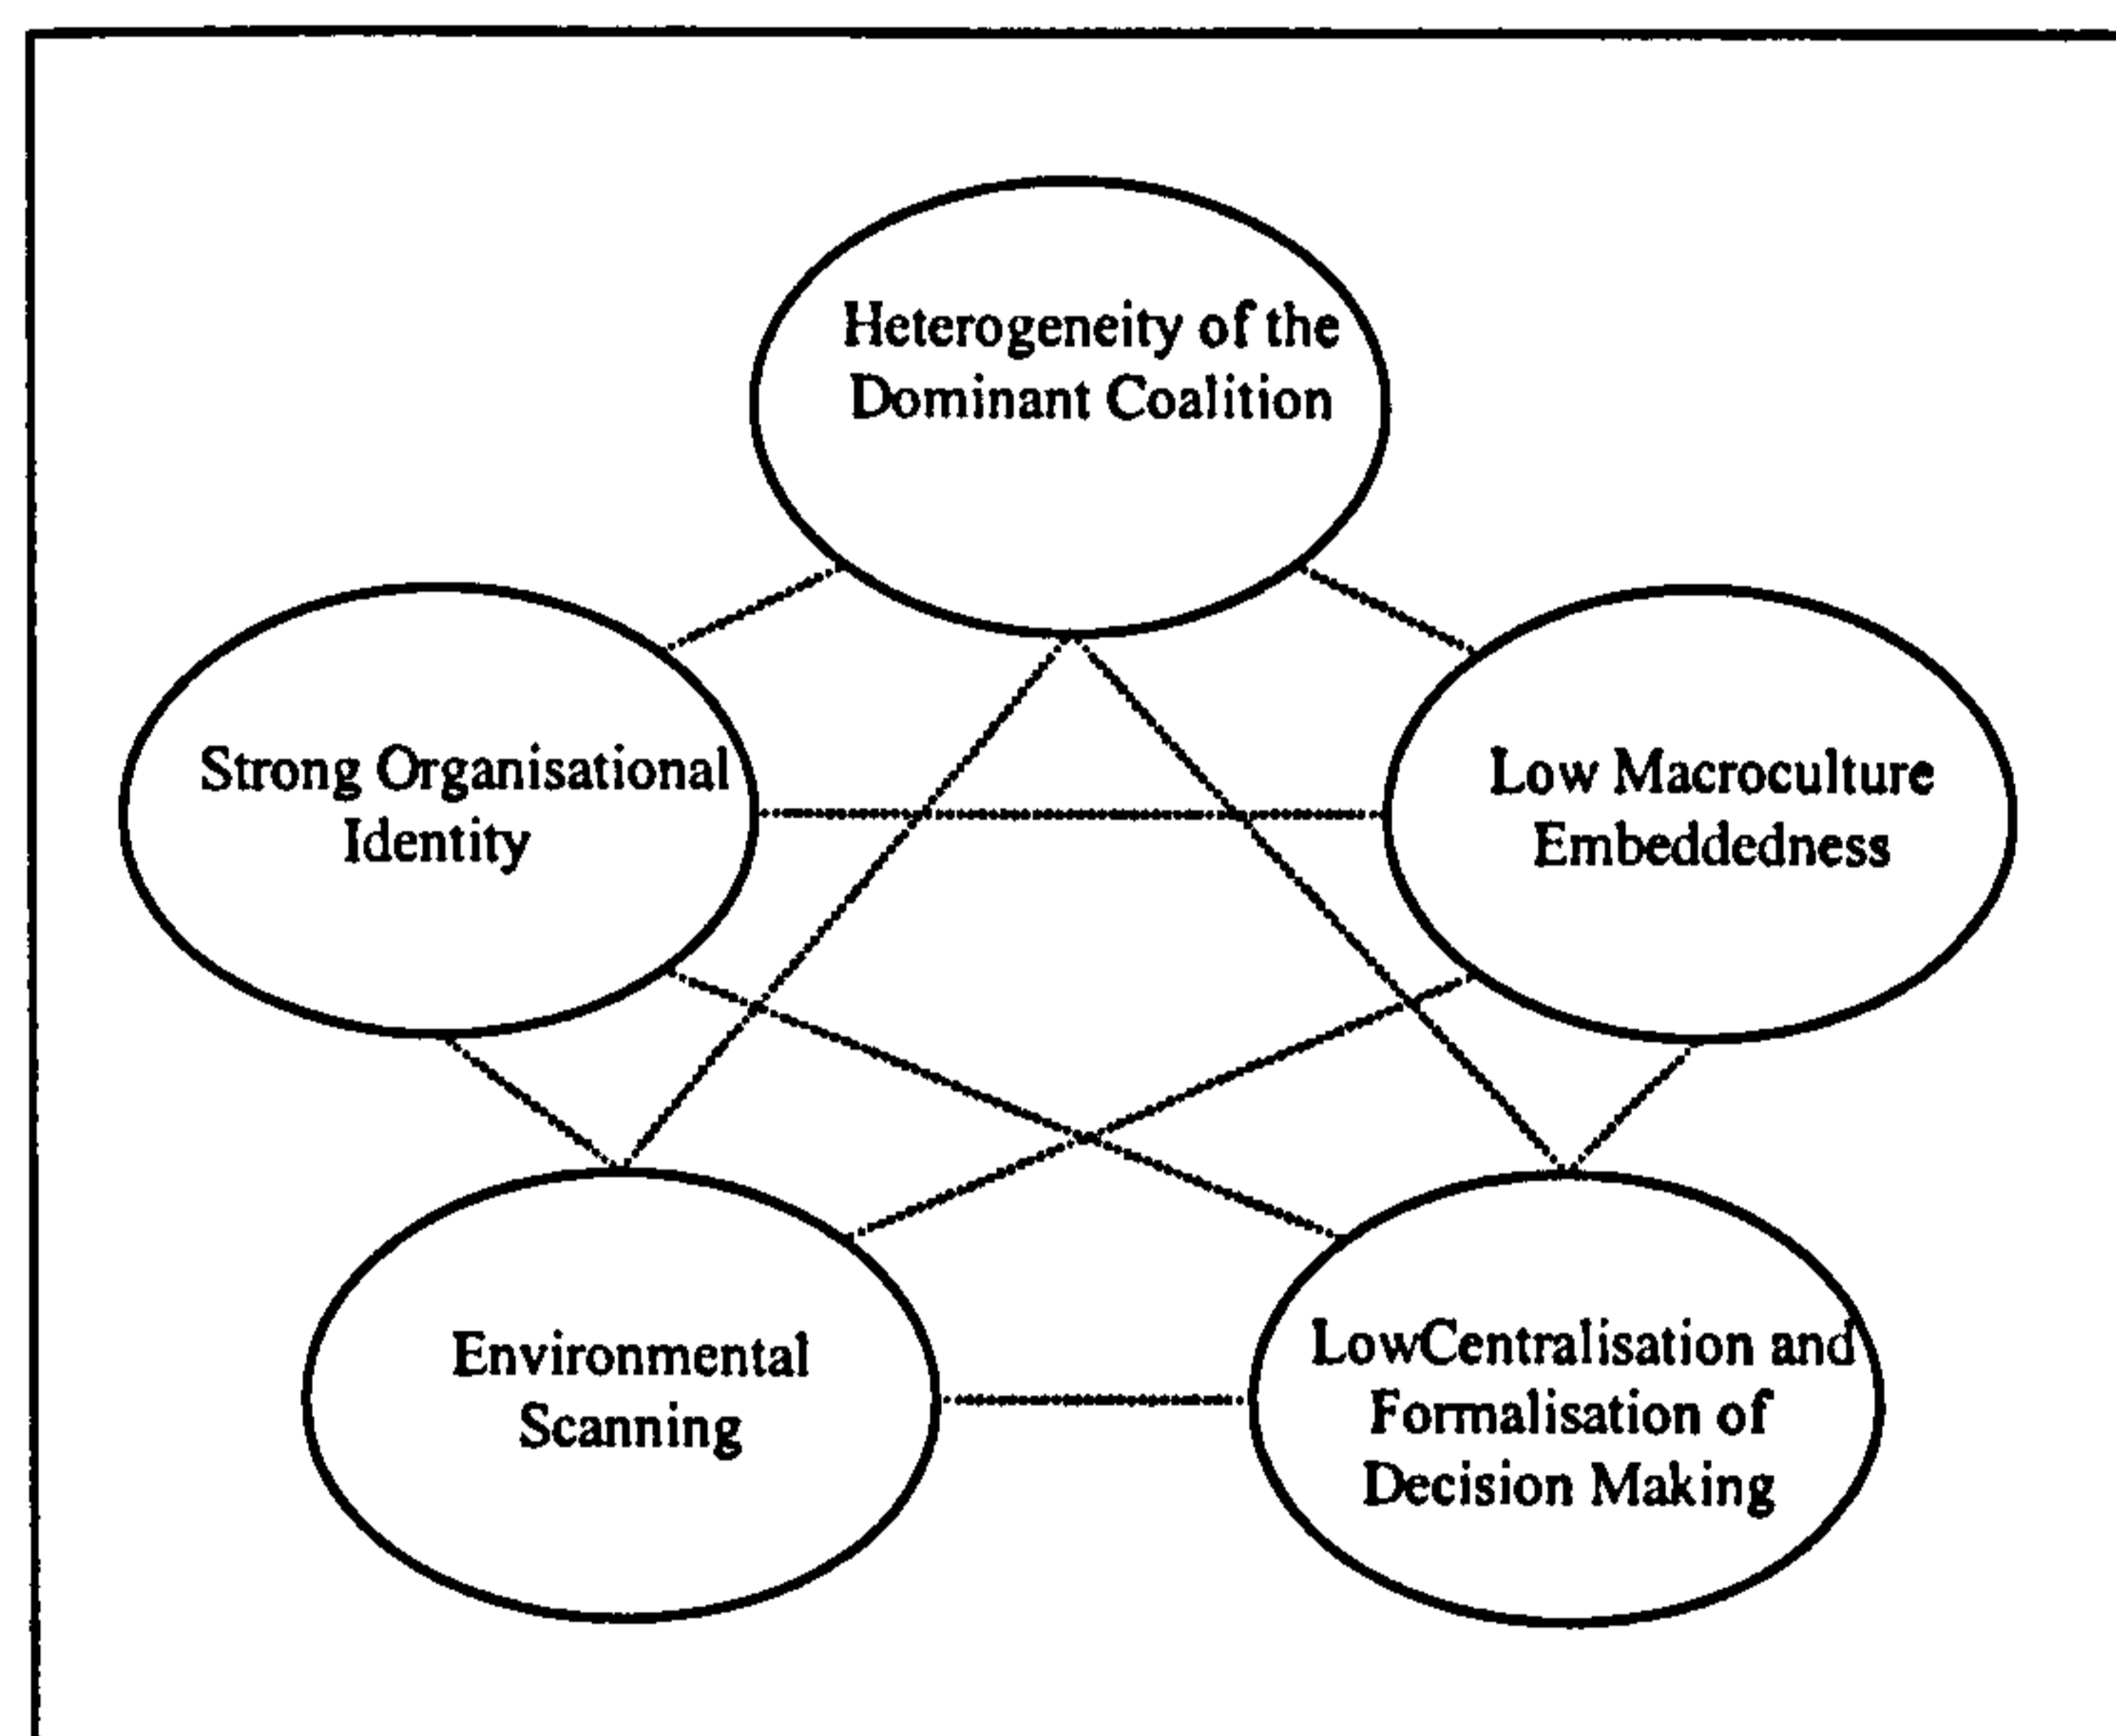 Heterogeneity of the
Dominant Coalition
Strong Organisational
Identity
Low Macroculture
Embeddedness
Environmental
Scanning
LowCentralisation and
Formalisation of
Decision Making